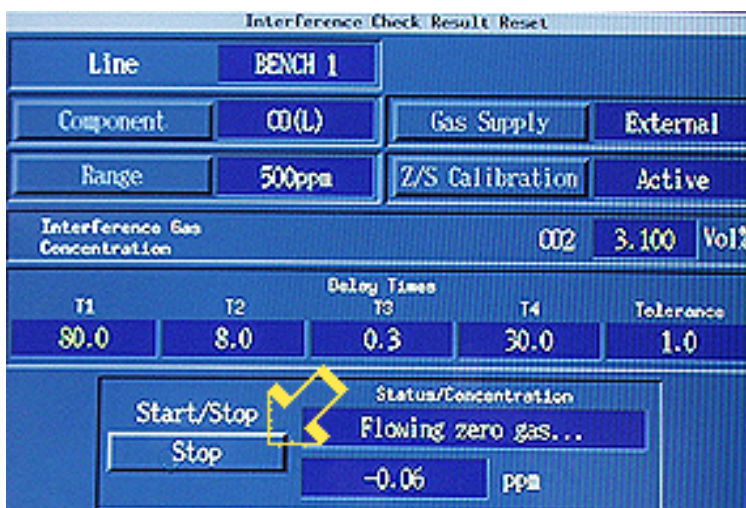 Interference Check Result Reset
Line BENCH 1
Component CO(L) Gas Supply External
Range 500ppm Z/S Calibration Active
Interference Gas
Concentration CO2 3.100 Vol%
Delay Times
T1 T2 T3 T4 Tolerance
80.0 8.0 0.3 30.0 1.0
Start/Stop Status/Concentration
Stop Flowing zero gas...
-0.06 ppm